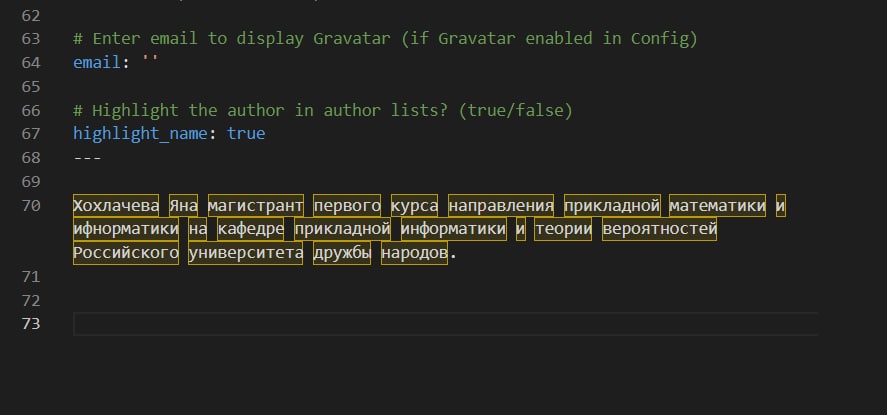 62
63 # Enter email to display Gravatar (if Gravatar enabled in Config)
64 email: ''
65
66 # Highlight the author in author lists? (true/false)
67 highlight_name: true
68 ---
69
70 Хохлачева Яна магистрант первого курса направления прикладной математики и
ифнорматики на кафедре прикладной информатики и теории вероятностей
Российского университета дружбы народов.
71
72
73